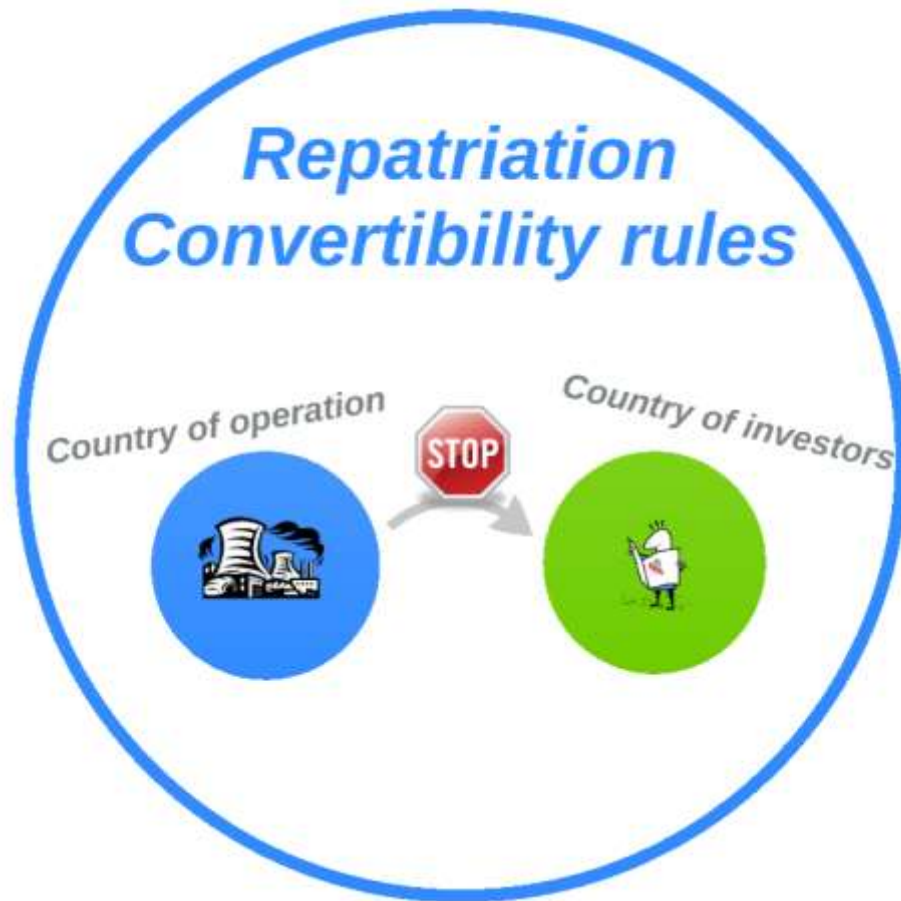 Repatriation
Convertibility rules
Country of operation
STOP
Country of investors